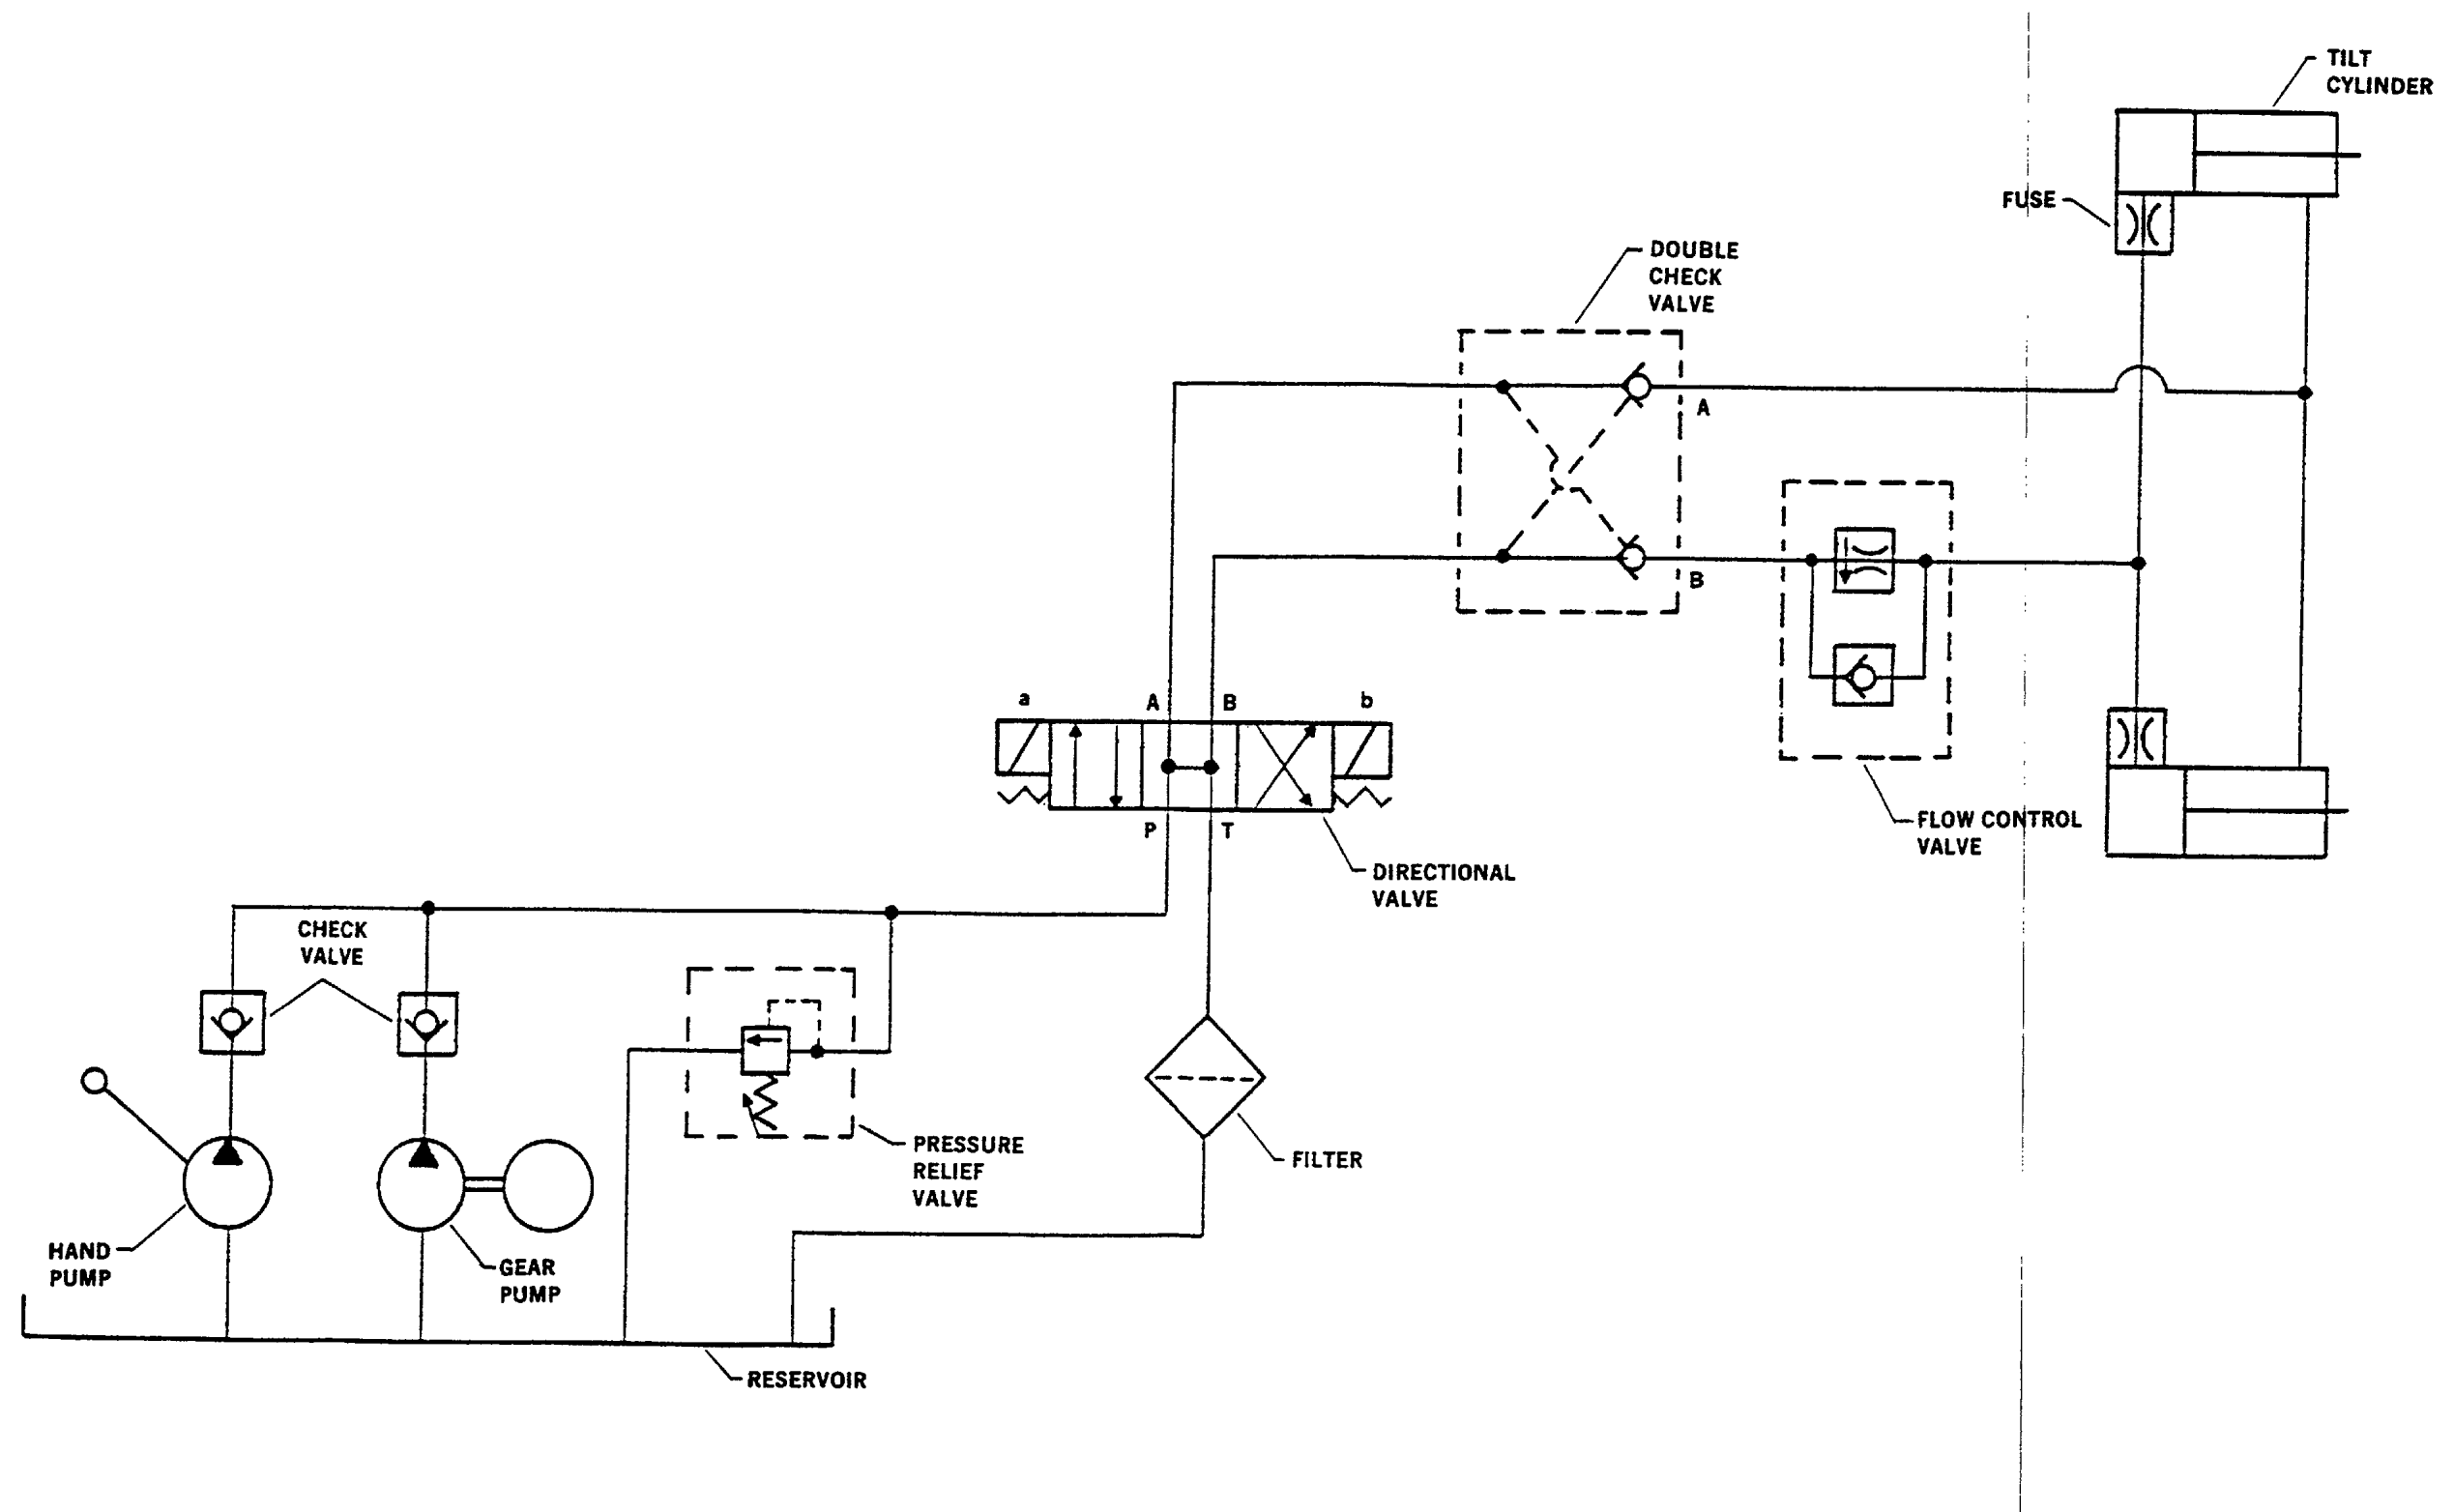 TILT
CYLINDER
FUSE
DOUBLE
CHECK
VALVE
A
B
a
A
B
b
FLOW CONTROL
VALVE
P
T
DIRECTIONAL
VALVE
CHECK
VALVE
PRESSURE
RELIEF
VALVE
FILTER
HAND
PUMP
GEAR
PUMP
RESERVOIR